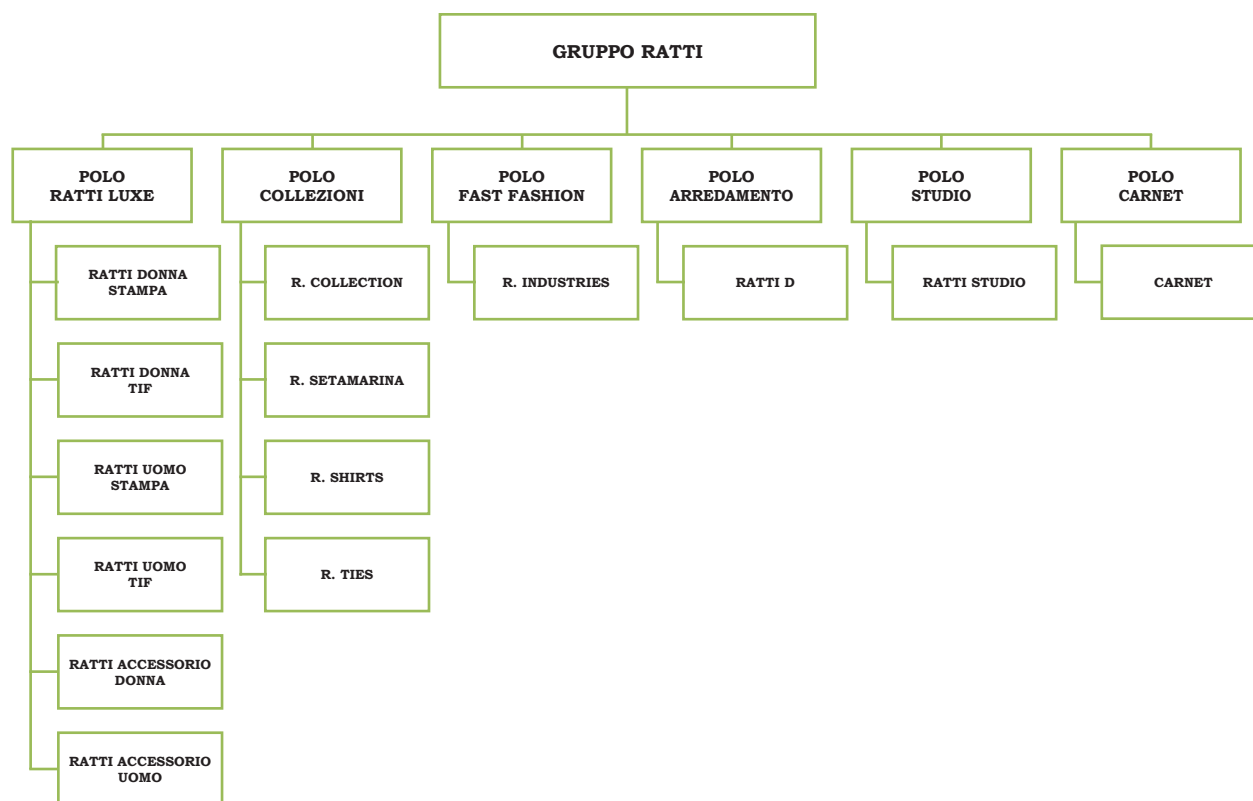 GRUPPO RATTI
POLO
RATTI LUXE
POLO
COLLEZIONI
POLO
FAST FASHION
POLO
ARREDAMENTO
POLO
STUDIO
POLO
CARNET
RATTI DONNA
STAMPA
RATTI DONNA
TIF
RATTI UOMO
STAMPA
RATTI UOMO
TIF
RATTI ACCESSORIO
DONNA
RATTI ACCESSORIO
UOMO
R. COLLECTION
R. SETAMARINA
R. SHIRTS
R. TIES
R. INDUSTRIES
RATTI D
RATTI STUDIO
CARNET